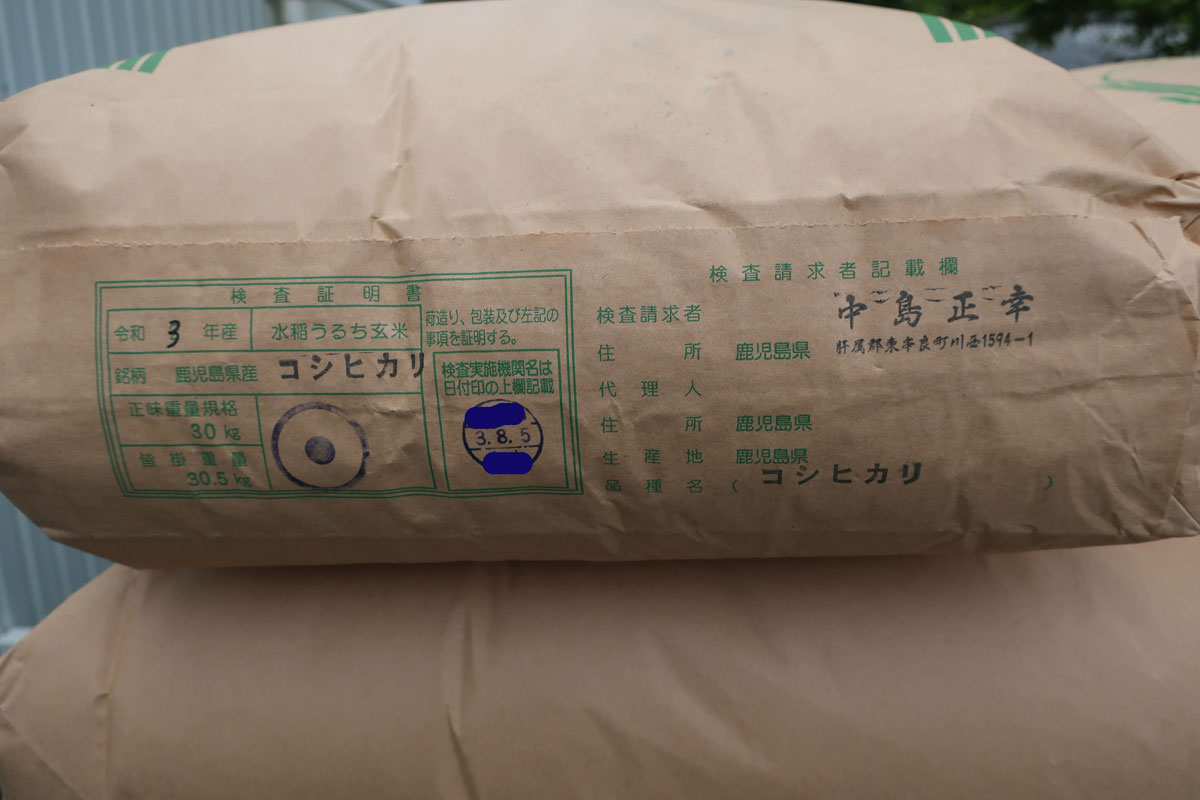 検査証明書
令和 3 年産 水稲うるち玄米
銘柄 鹿児島県産 コシヒカリ
正味重量規格
30 kg
皆掛重量
30.5 kg
荷造り、包装及び左記の
事項を証明する。
検査実施機関名は
日付印の上欄記載
3.8.5
検査請求者記載欄
検査請求者 中島正幸
住所 鹿児島県 肝属郡東串良町川西1594-1
代理人
住所 鹿児島県
生産地 鹿児島県
品種名 ( コシヒカリ )